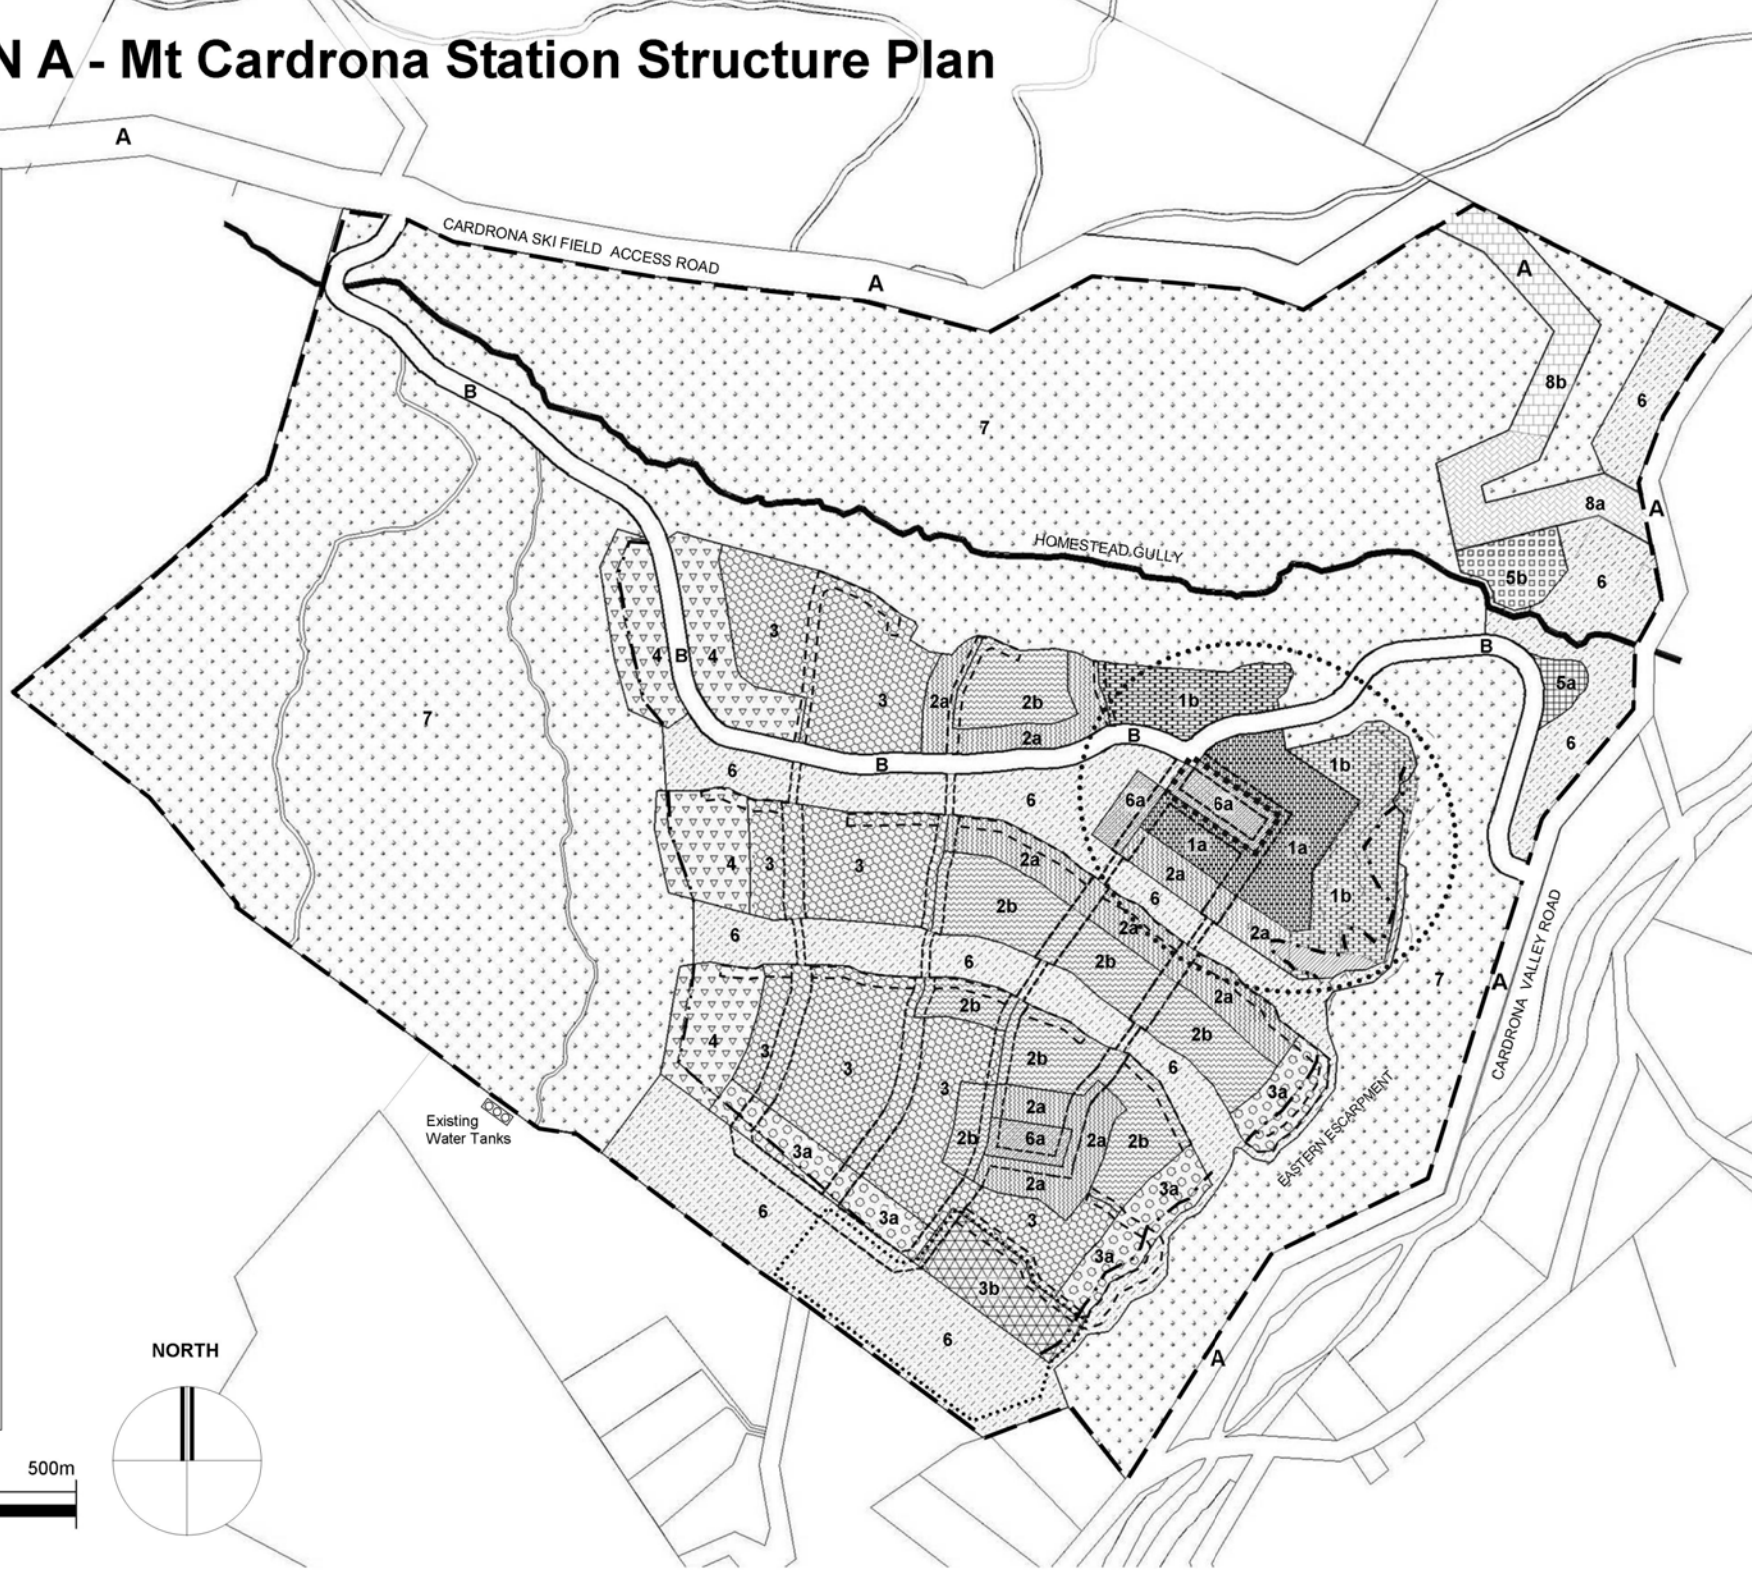 N A - Mt Cardrona Station Structure Plan
A
CARDRONA SKI FIELD ACCESS ROAD
A
A
8b
6
B
7
8a
A
HOMESTEAD GULLY
5b
6
3
4
B
4
B
5a
3
2a
2b
1b
7
2a
B
6
B
6
1b
6
6a
6a
1a
1a
2a
4
3
3
2a
1b
2b
6
2a
2a
6
6
2b
7
A
2b
2a
2b
4
3
2b
6
3
3
3a
CARDRONA VALLEY ROAD
2a
Existing
Water Tanks
2b
6a
2a
2b
EASTERN ESCARPMENT
3a
2a
3a
6
3a
3
3a
3b
6
A
NORTH
500m